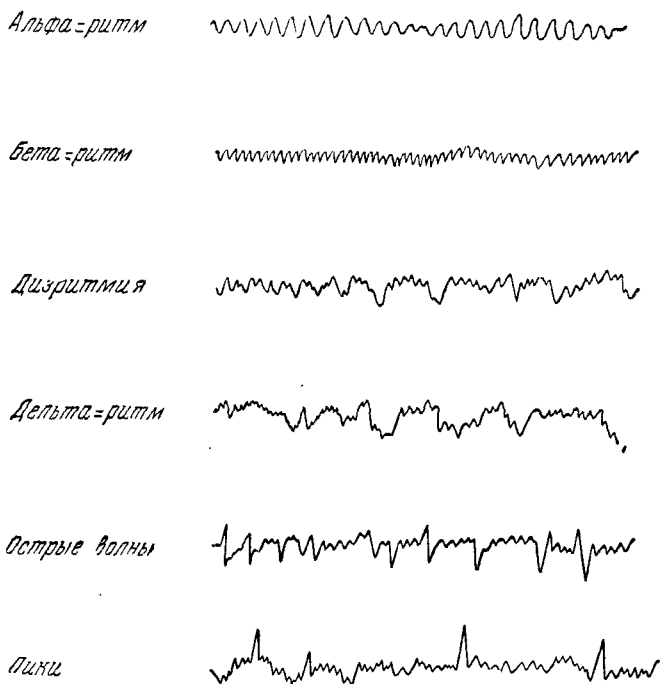 Альфа=ритм
Бета=ритм
Дизритмия
Дельта=ритм
Острые волны
Пики